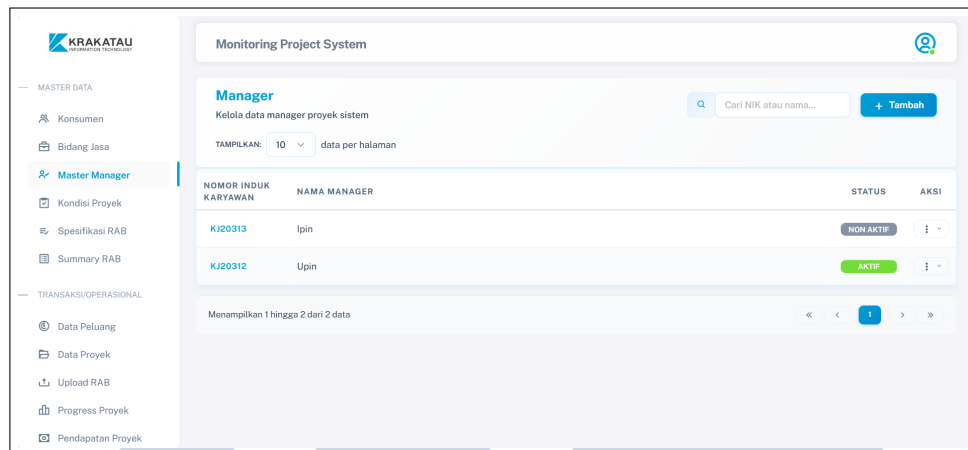 KRAKATAU
INFORMATION TECHNOLOGY
MASTER DATA
Konsumen
Bidang Jasa
Master Manager
Kondisi Proyek
Spesifikasi RAB
Summary RAB
TRANSAKSI/OPERASIONAL
Data Peluang
Data Proyek
Upload RAB
Progress Proyek
Pendapatan Proyek
Monitoring Project System
Manager
Kelola data manager proyek sistem
Cari NIK atau nama...
+ Tambah
TAMPILKAN: 10 data per halaman
NOMOR INDUK
KARYAWAN
NAMA MANAGER
STATUS
AKSI
KJ20313 Ipin NON AKTIF
KJ20312 Upin AKTIF
Menampilkan 1 hingga 2 dari 2 data
« ‹ 1 › »